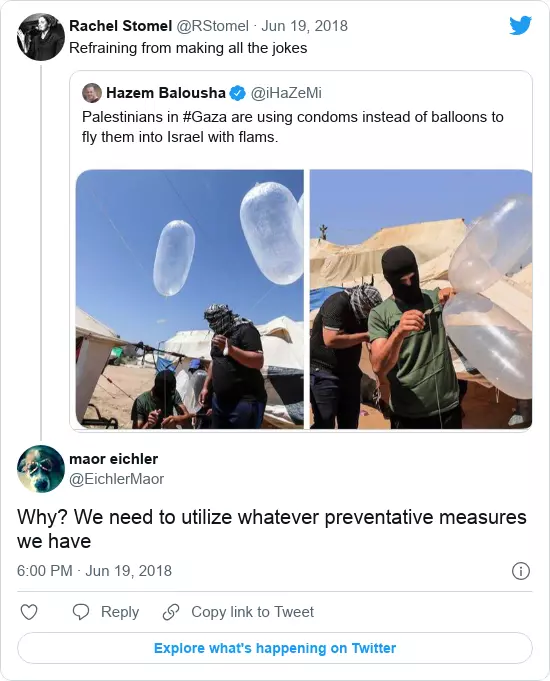 Rachel Stomel @RStomel · Jun 19, 2018
Refraining from making all the jokes
Hazem Balousha @iHaZeMi
Palestinians in #Gaza are using condoms instead of balloons to
fly them into Israel with flams.
maor eichler
@EichlerMaor
Why? We need to utilize whatever preventative measures
we have
6:00 PM · Jun 19, 2018
Reply
Copy link to Tweet
Explore what's happening on Twitter